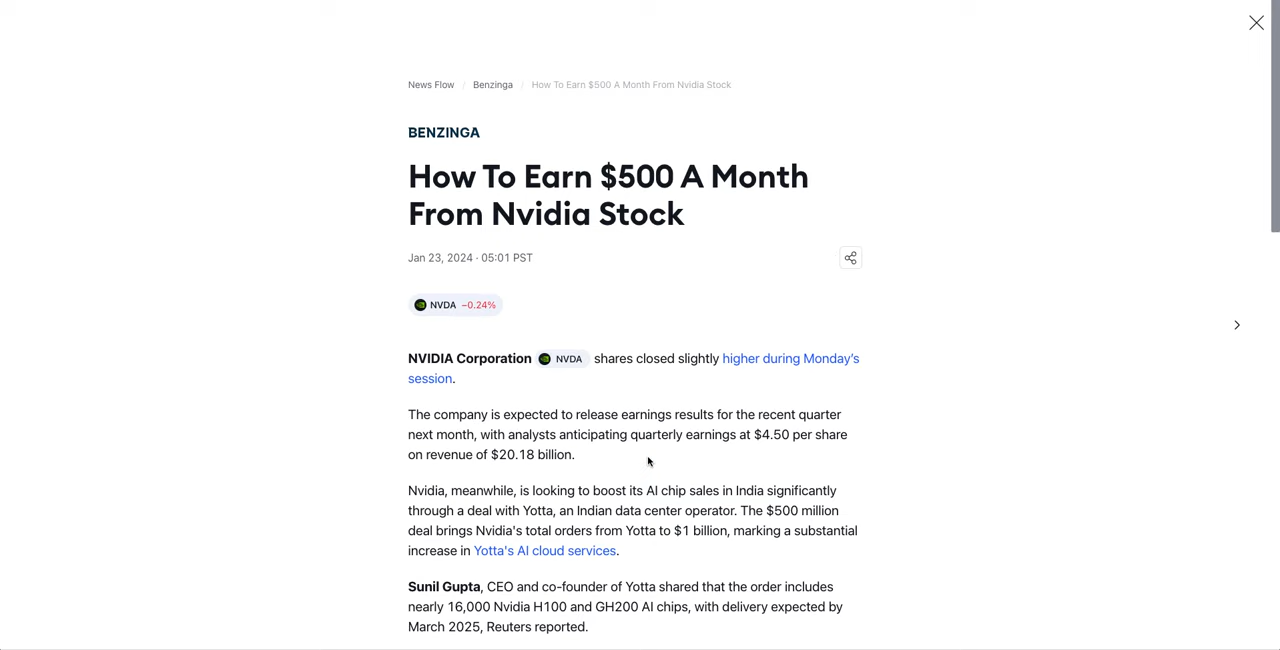 News Flow / Benzinga / How To Earn $500 A Month From Nvidia Stock
BENZINGA
How To Earn $500 A Month
From Nvidia Stock
Jan 23, 2024 · 05:01 PST
NVDA −0.24%
NVIDIA Corporation NVDA shares closed slightly higher during Monday’s
session.
The company is expected to release earnings results for the recent quarter
next month, with analysts anticipating quarterly earnings at $4.50 per share
on revenue of $20.18 billion.
Nvidia, meanwhile, is looking to boost its AI chip sales in India significantly
through a deal with Yotta, an Indian data center operator. The $500 million
deal brings Nvidia's total orders from Yotta to $1 billion, marking a substantial
increase in Yotta's AI cloud services.
Sunil Gupta, CEO and co-founder of Yotta shared that the order includes
nearly 16,000 Nvidia H100 and GH200 AI chips, with delivery expected by
March 2025, Reuters reported.